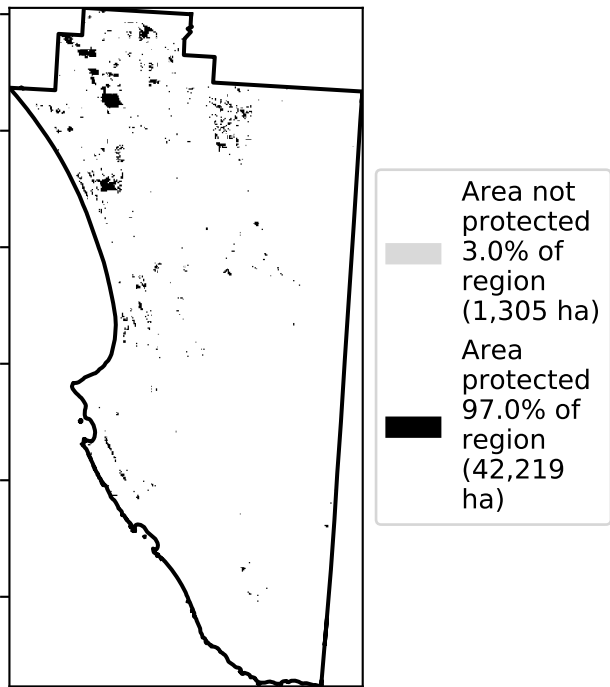 Area not
protected
3.0% of
region
(1,305 ha)
Area
protected
97.0% of
region
(42,219
ha)